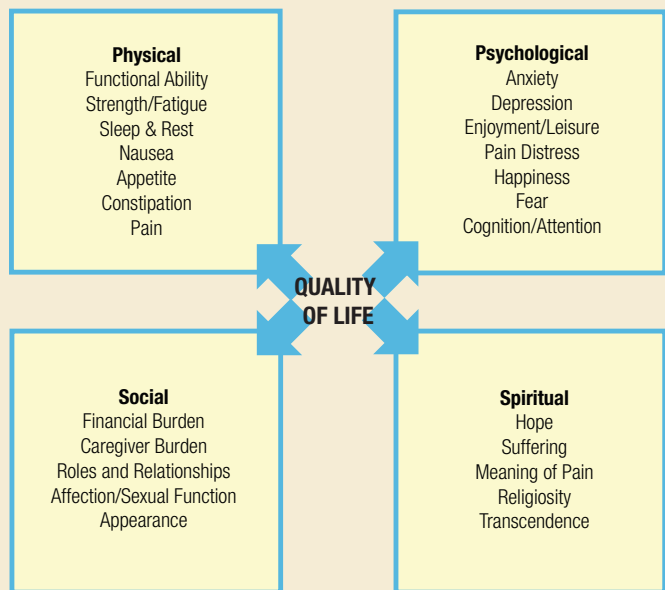 Physical
Functional Ability
Strength/Fatigue
Sleep & Rest
Nausea
Appetite
Constipation
Pain
Psychological
Anxiety
Depression
Enjoyment/Leisure
Pain Distress
Happiness
Fear
Cognition/Attention
QUALITY
OF LIFE
Social
Financial Burden
Caregiver Burden
Roles and Relationships
Affection/Sexual Function
Appearance
Spiritual
Hope
Suffering
Meaning of Pain
Religiosity
Transcendence